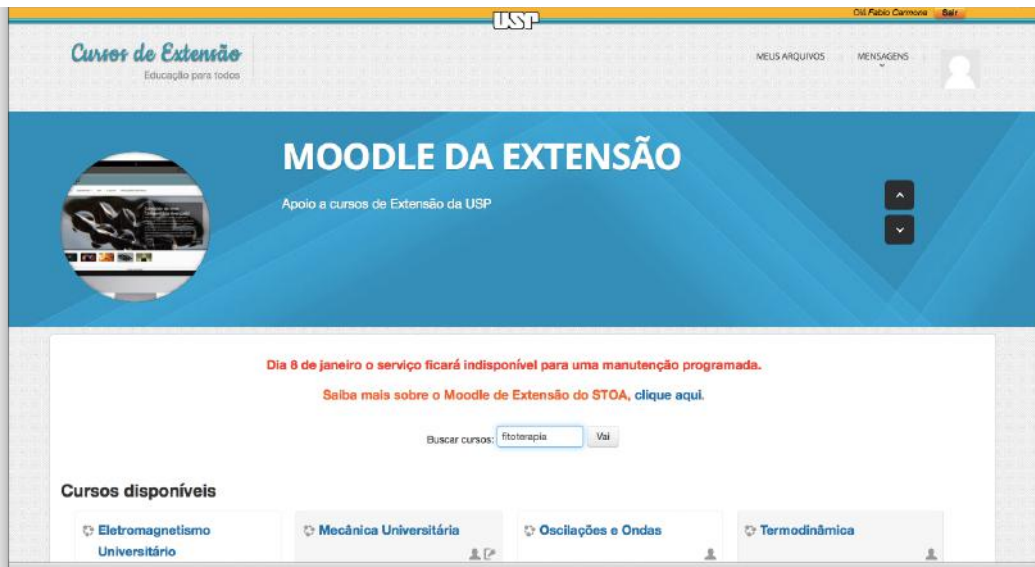 Olá Fabio Carmona Sair
USP
Cursos de Extensão
Educação para todos
MEUS ARQUIVOS MENSAGENS
MOODLE DA EXTENSÃO
Apoio a cursos de Extensão da USP
Dia 8 de janeiro o serviço ficará indisponível para uma manutenção programada.
Saiba mais sobre o Moodle de Extensão do STOA, clique aqui.
Buscar cursos: fitoterapia Vai
Cursos disponíveis
Eletromagnetismo
Universitário
Mecânica Universitária
Oscilações e Ondas
Termodinâmica